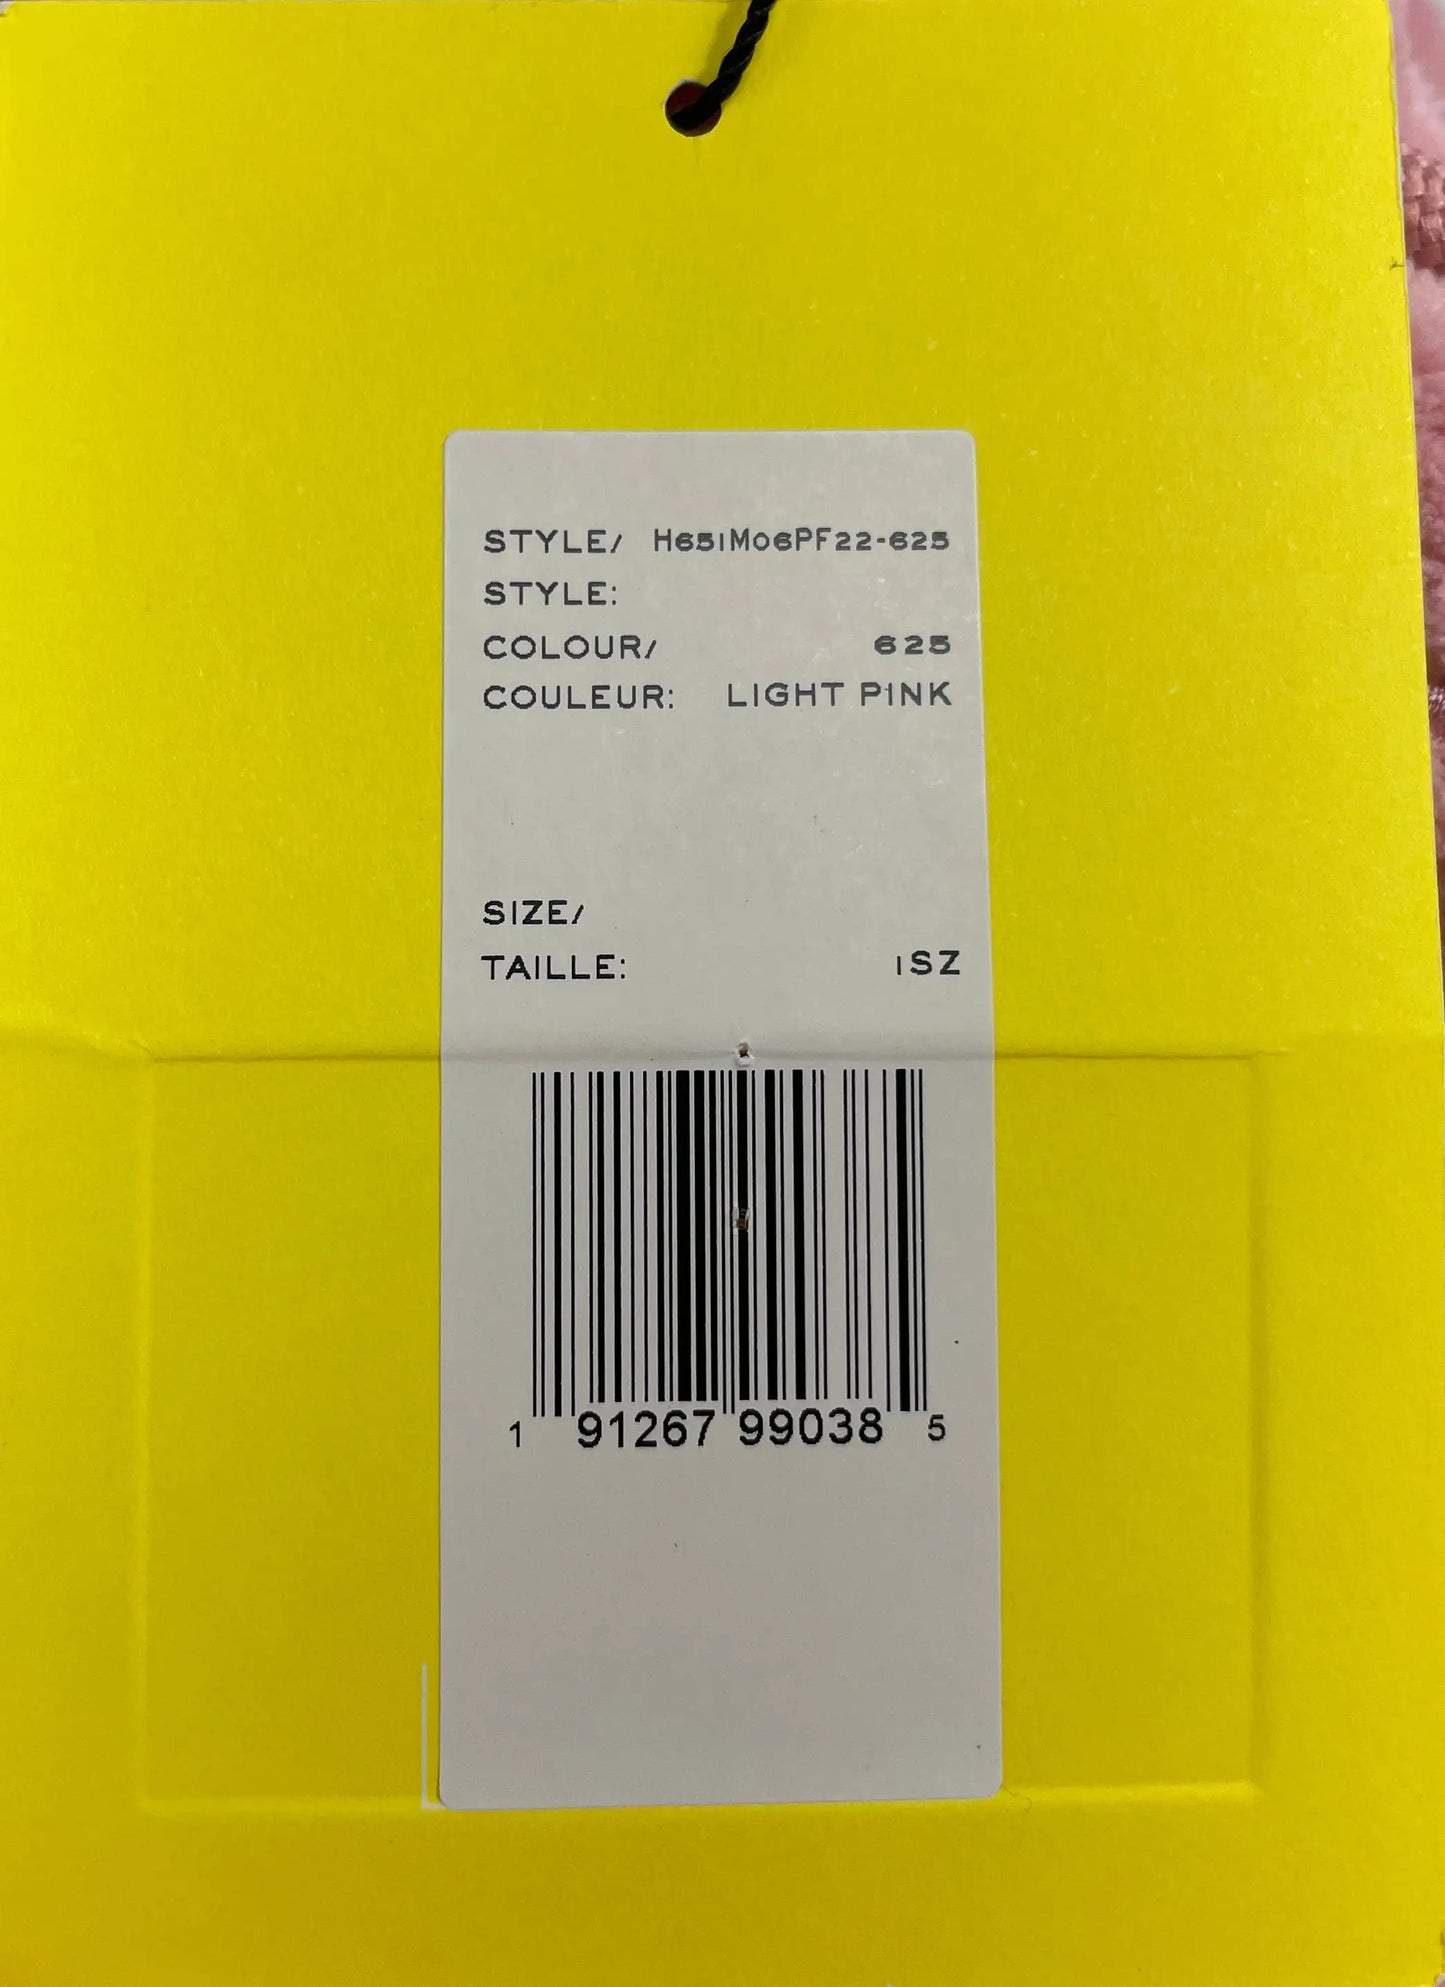 STYLE/ H651M06PF22-625
STYLE:
COLOUR/ 625
COULEUR: LIGHT PINK
SIZE/
TAILLE: 1SZ
1 91267 99038 5